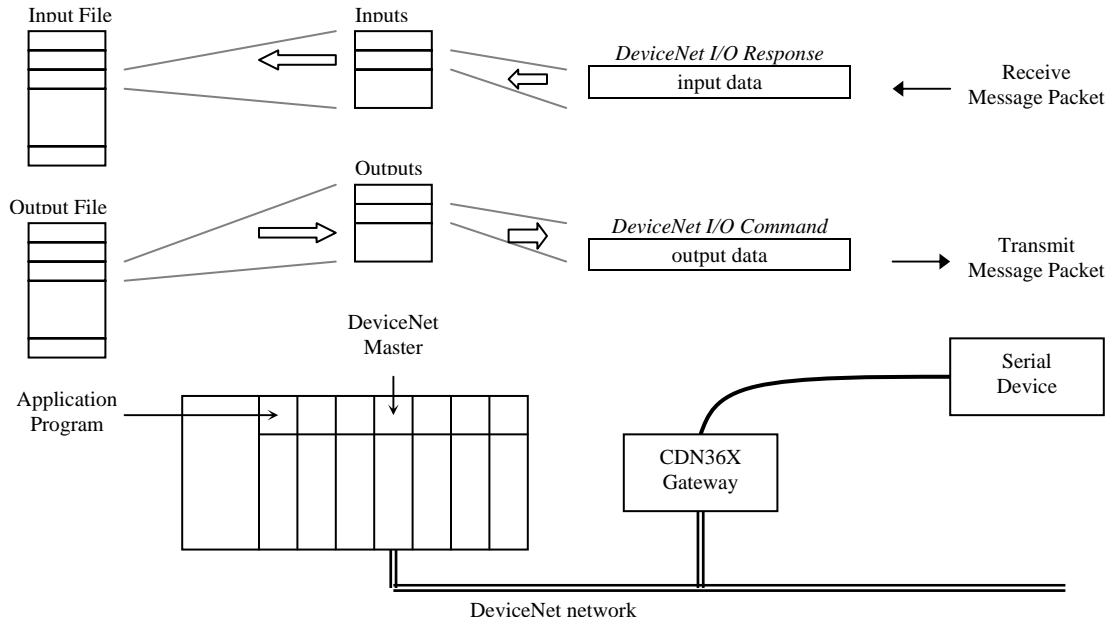 Input File
Inputs
DeviceNet I/O Response
input data
Receive
Message Packet
Outputs
Output File
DeviceNet I/O Command
output data
Transmit
Message Packet
DeviceNet
Master
Serial
Device
Application
Program
CDN36X
Gateway
DeviceNet network